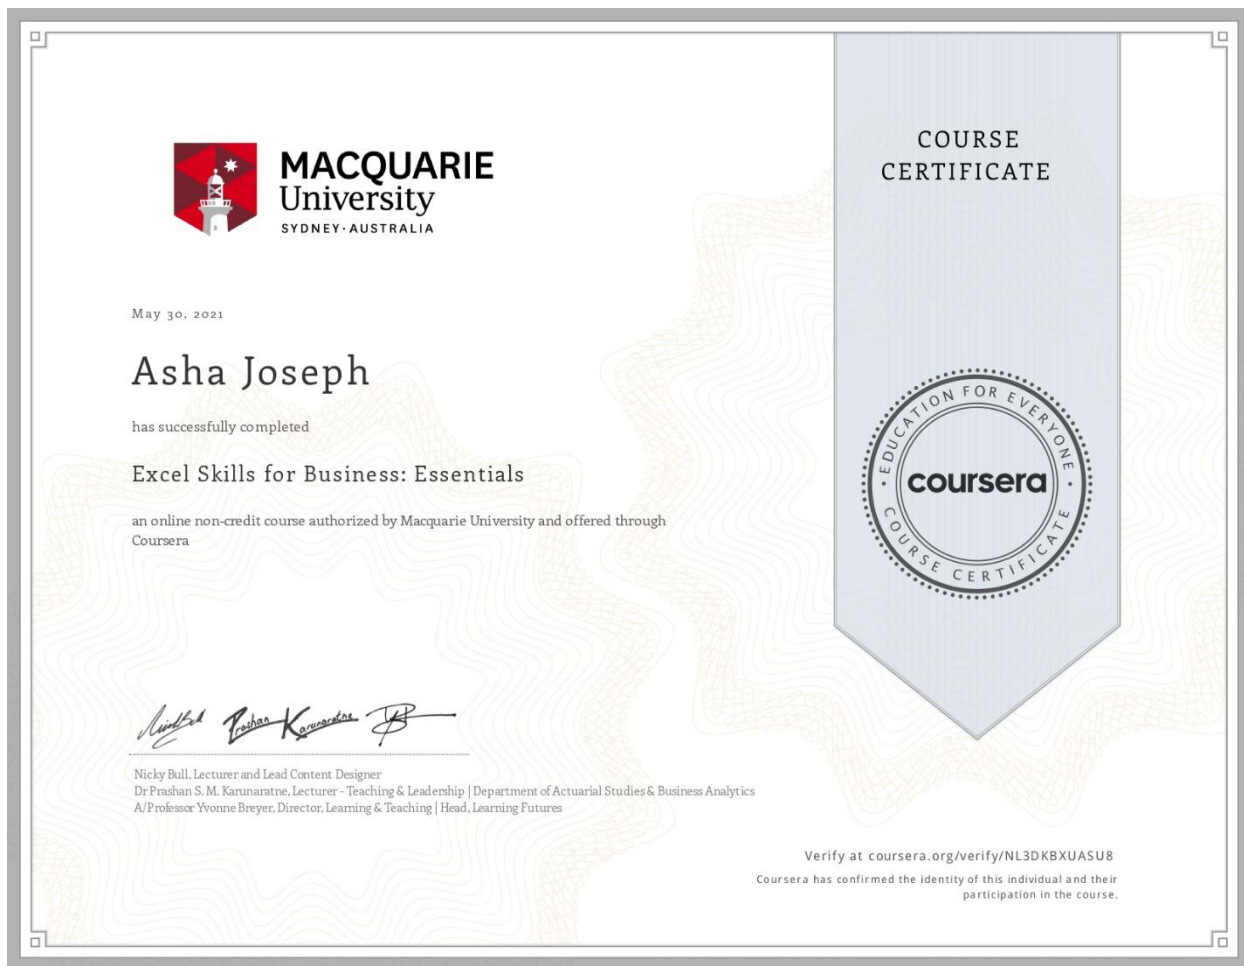 MACQUARIE
University
SYDNEY·AUSTRALIA
COURSE
CERTIFICATE
May 30, 2021
Asha Joseph
has successfully completed
Excel Skills for Business: Essentials
an online non-credit course authorized by Macquarie University and offered through
Coursera
EDUCATION FOR EVERYONE
coursera
COURSE CERTIFICATE
Prashan Karunaratne
Nicky Bull, Lecturer and Lead Content Designer
Dr Prashan S. M. Karunaratne, Lecturer - Teaching & Leadership | Department of Actuarial Studies & Business Analytics
A/Professor Yvonne Breyer, Director, Learning & Teaching | Head, Learning Futures
Verify at coursera.org/verify/NL3DKBXUASU8
Coursera has confirmed the identity of this individual and their
participation in the course.